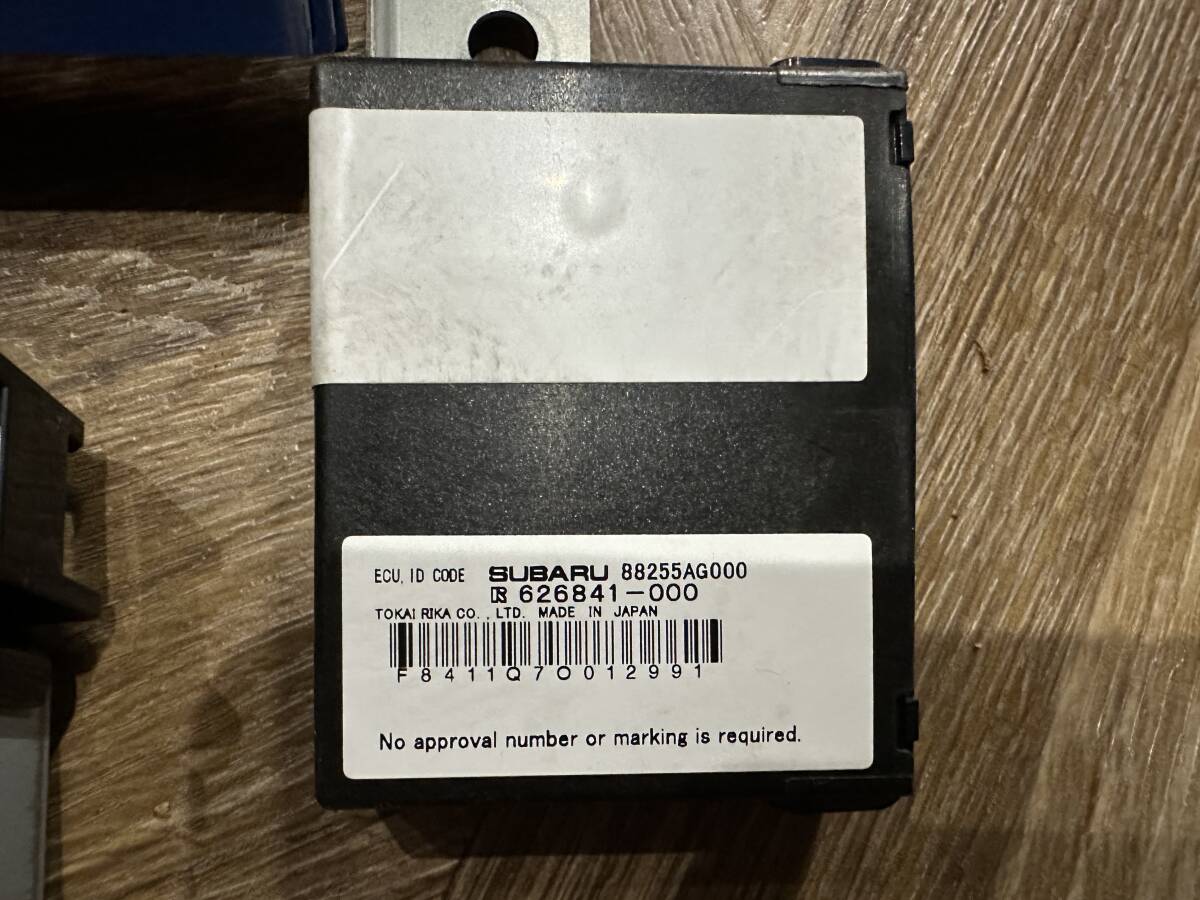 ECU, ID CODE SUBARU 88255AG000
R 626841-000
TOKAI RIKA CO., LTD. MADE IN JAPAN
F8411Q7O012991
No approval number or marking is required.